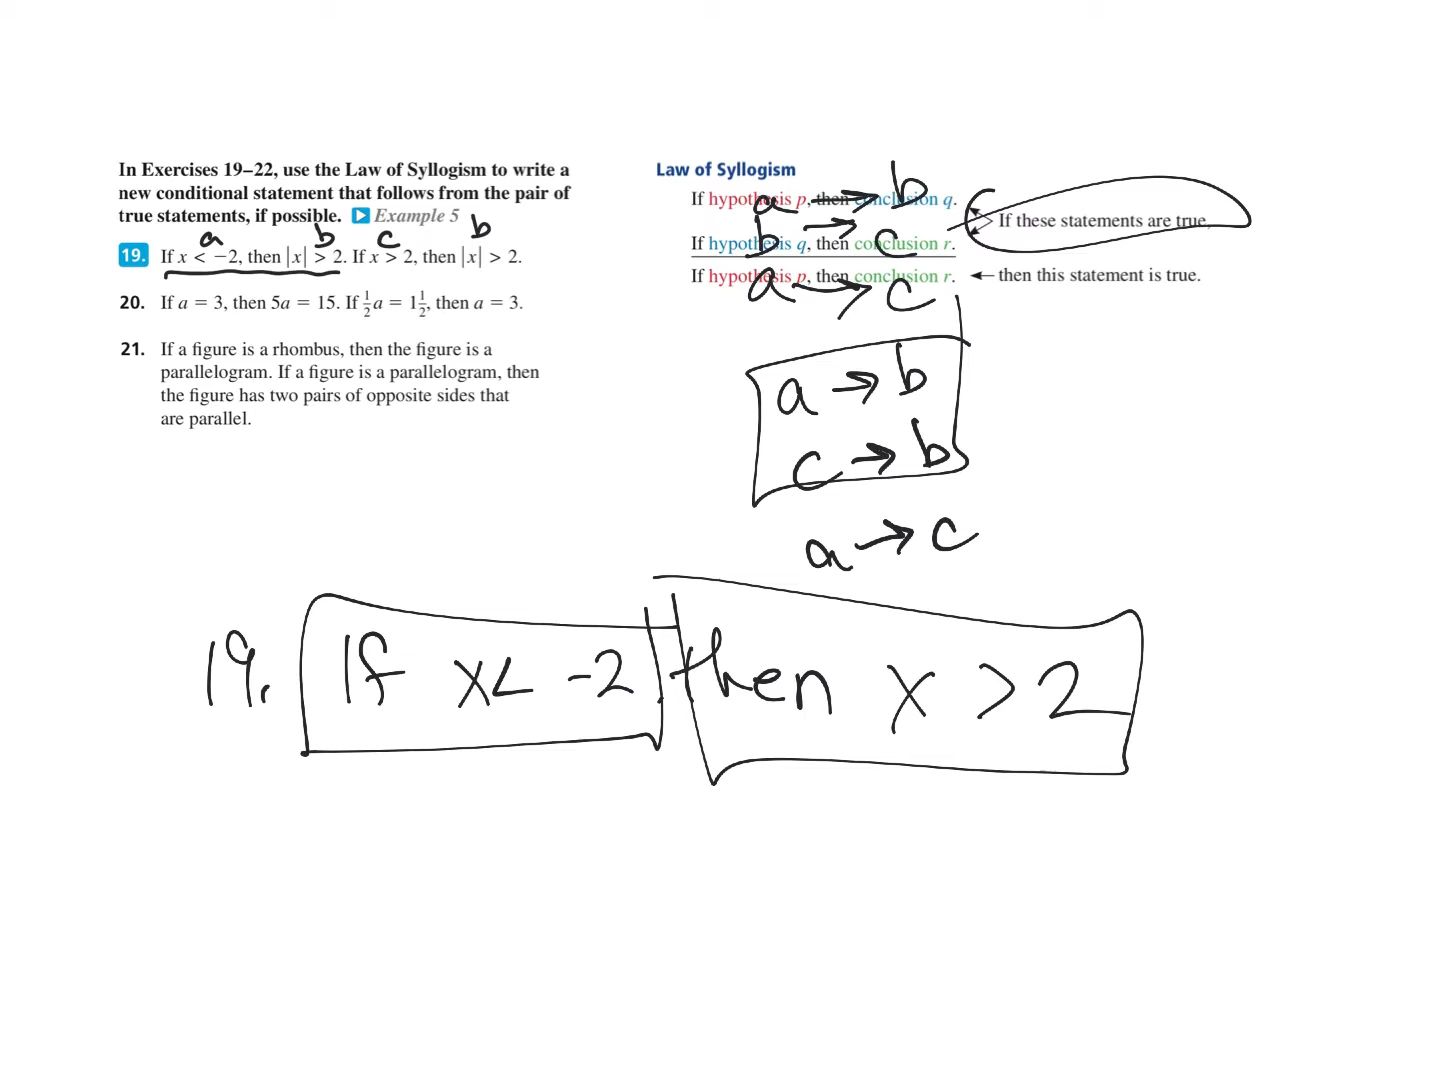 In Exercises 19–22, use the Law of Syllogism to write a
new conditional statement that follows from the pair of
true statements, if possible. Example 5
a b c b
19. If x < −2, then |x| > 2. If x > 2, then |x| > 2.
20. If a = 3, then 5a = 15. If 1/2 a = 1 1/2, then a = 3.
21. If a figure is a rhombus, then the figure is a
parallelogram. If a figure is a parallelogram, then
the figure has two pairs of opposite sides that
are parallel.
Law of Syllogism
If hypothesis p, then conclusion q.
a → b
If these statements are true,
If hypothesis q, then conclusion r.
b → c
If hypothesis p, then conclusion r. ← then this statement is true.
a → c
a → b
c → b
a → c
19. If x < -2 then x > 2